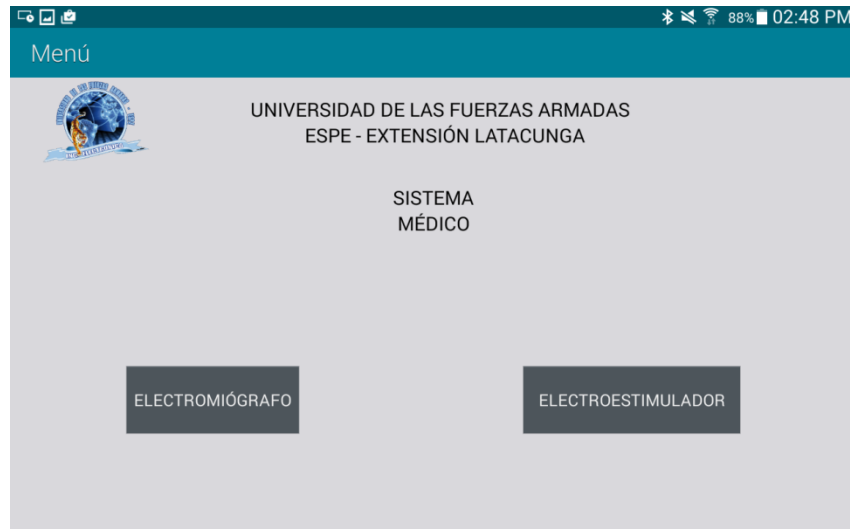 88% 02:48 PM
Menú
UNIVERSIDAD DE LAS FUERZAS ARMADAS
ESPE - EXTENSIÓN LATACUNGA
SISTEMA
MÉDICO
ELECTROMIÓGRAFO
ELECTROESTIMULADOR